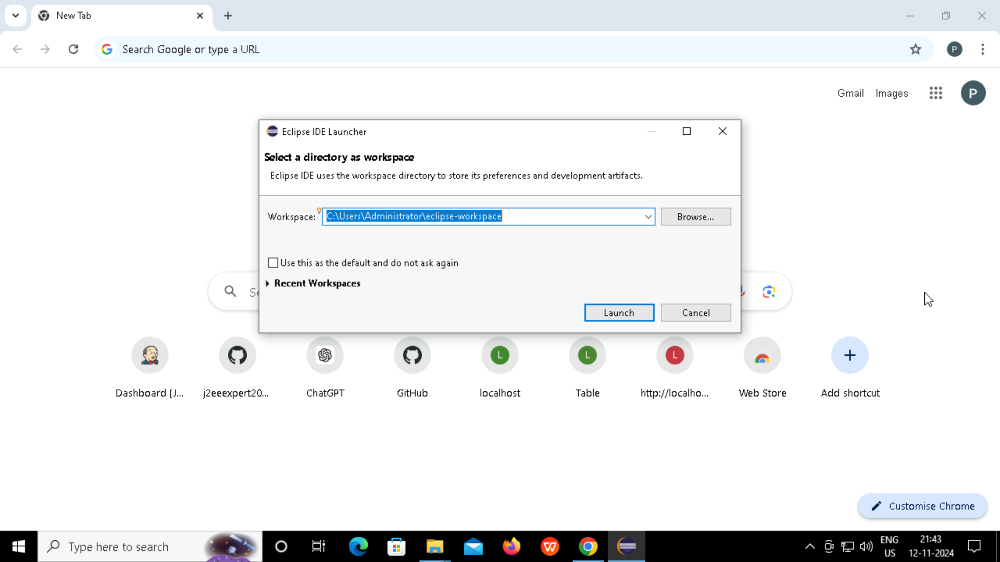 New Tab
Search Google or type a URL
P
Gmail Images
P
Eclipse IDE Launcher
Select a directory as workspace
Eclipse IDE uses the workspace directory to store its preferences and development artifacts.
Workspace: C:\Users\Administrator\eclipse-workspace Browse...
Use this as the default and do not ask again
Recent Workspaces
Se
Launch Cancel
L L L
Dashboard [J... j2eeexpert20... ChatGPT GitHub localhost Table http://localho... Web Store Add shortcut
Customise Chrome
Type here to search
W
ENG
US
21:43
12-11-2024